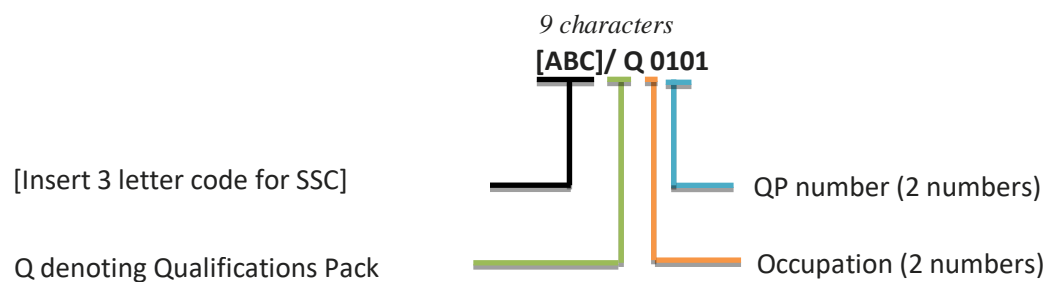 9 characters
[ABC]/ Q 0101
[Insert 3 letter code for SSC]
QP number (2 numbers)
Q denoting Qualifications Pack
Occupation (2 numbers)